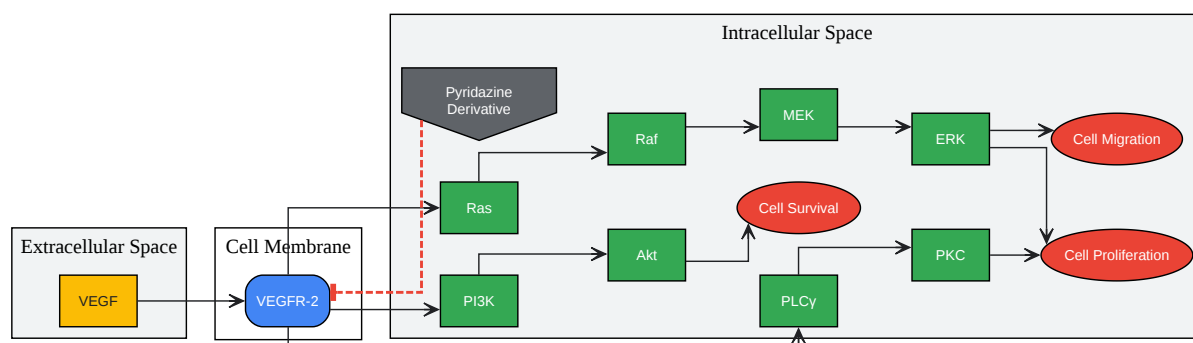 Intracellular Space
Pyridazine
Derivative
MEK
Raf
ERK
Cell Migration
Ras
Cell Survival
Extracellular Space
Cell Membrane
Akt
PKC
Cell Proliferation
VEGF
VEGFR-2
PI3K
PLCγ